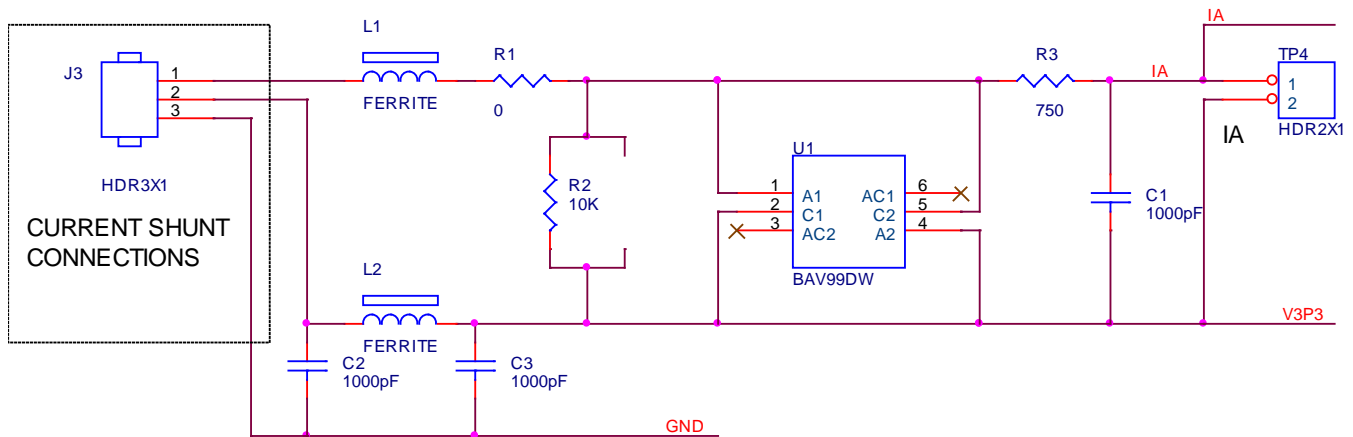 J3
1
2
3
HDR3X1
CURRENT SHUNT
CONNECTIONS
L1
FERRITE
R1
0
R2
10K
L2
FERRITE
C2
1000pF
C3
1000pF
GND
U1
1
2
3
A1
C1
AC2
AC1
C2
A2
6
5
4
BAV99DW
R3
750
IA
C1
1000pF
IA
TP4
1
2
HDR2X1
IA
V3P3